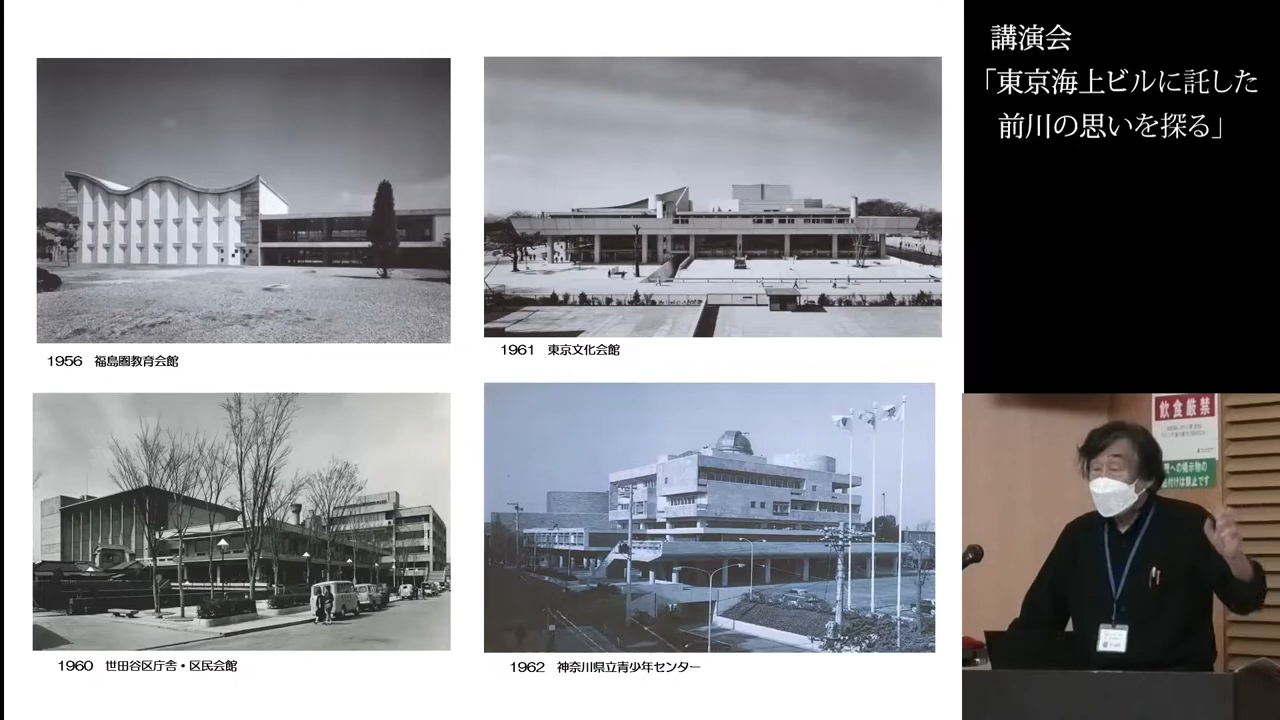 講演会
「東京海上ビルに託した
前川の思いを探る」
1956 福島圏教育会館
1961 東京文化会館
1960 世田谷区庁舎・区民会館
1962 神奈川県立青少年センター
飲食厳禁